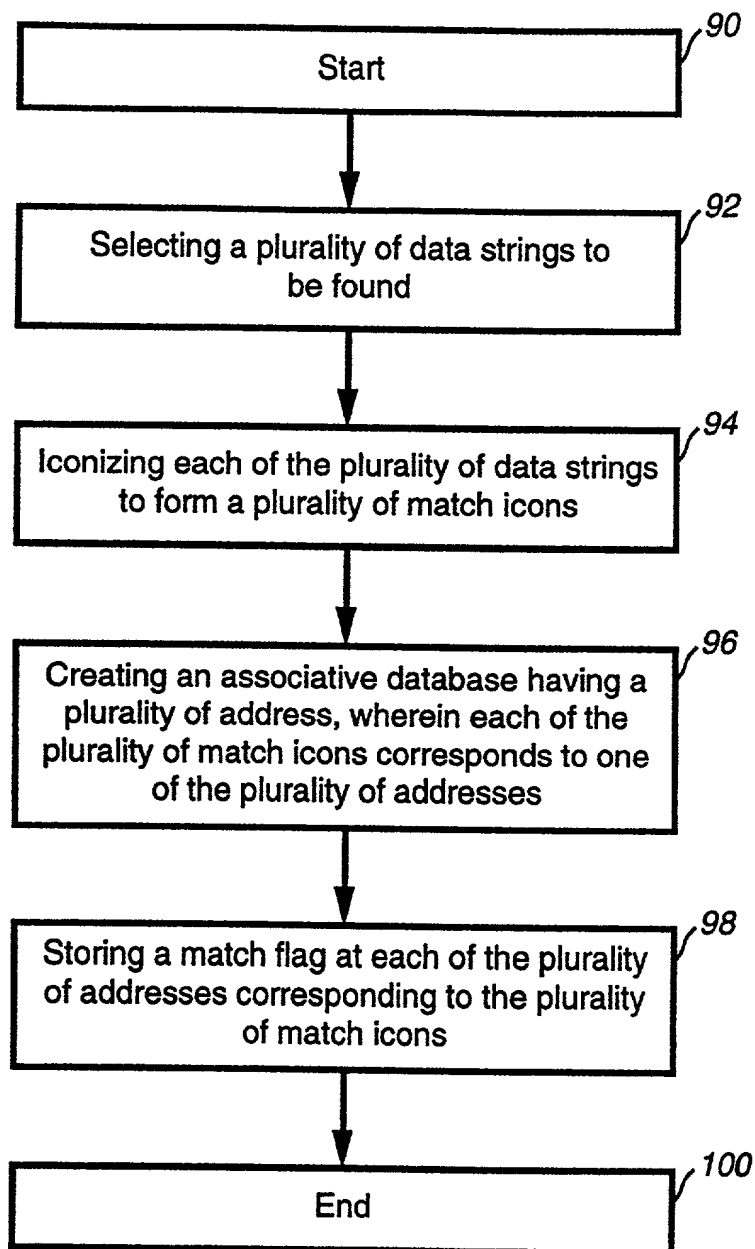 90
Start
92
Selecting a plurality of data strings to
be found
94
Iconizing each of the plurality of data strings
to form a plurality of match icons
96
Creating an associative database having a
plurality of address, wherein each of the
plurality of match icons corresponds to one
of the plurality of addresses
98
Storing a match flag at each of the plurality
of addresses corresponding to the plurality
of match icons
100
End